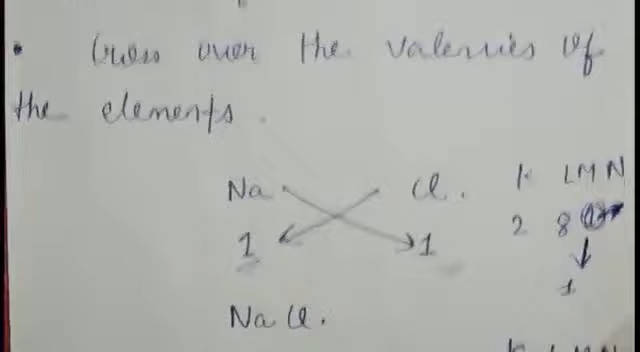 Cross over the valencies of
the elements.
Na Cl. K L M N
1 1 2 8
1
NaCl.